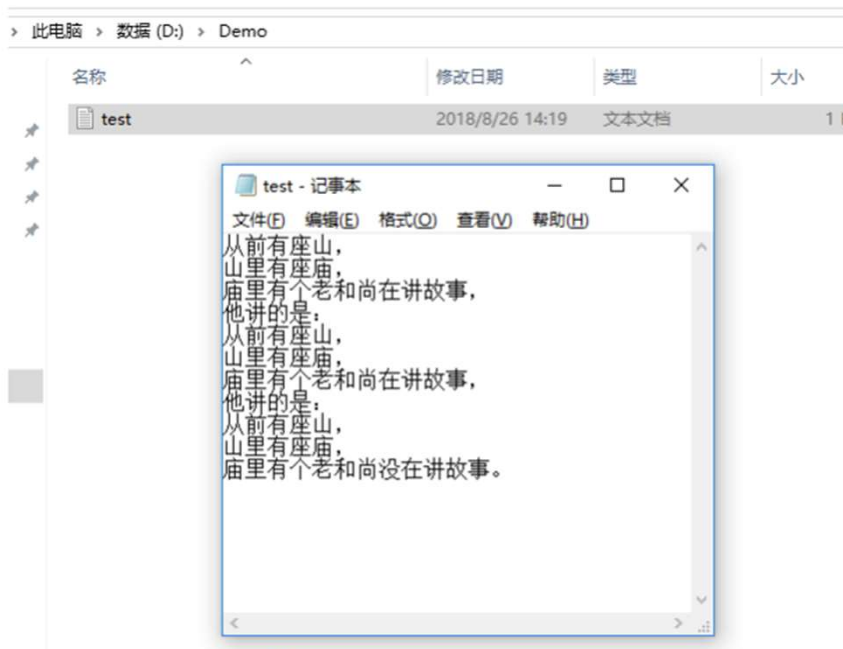 此电脑 > 数据 (D:) > Demo
名称 修改日期 类型 大小
test 2018/8/26 14:19 文本文档 1
test - 记事本
文件(F) 编辑(E) 格式(O) 查看(V) 帮助(H)
从前有座山，
山里有座庙，
庙里有个老和尚在讲故事，
他讲的是：
从前有座山，
山里有座庙，
庙里有个老和尚在讲故事，
他讲的是：
从前有座山，
山里有座庙，
庙里有个老和尚没在讲故事。